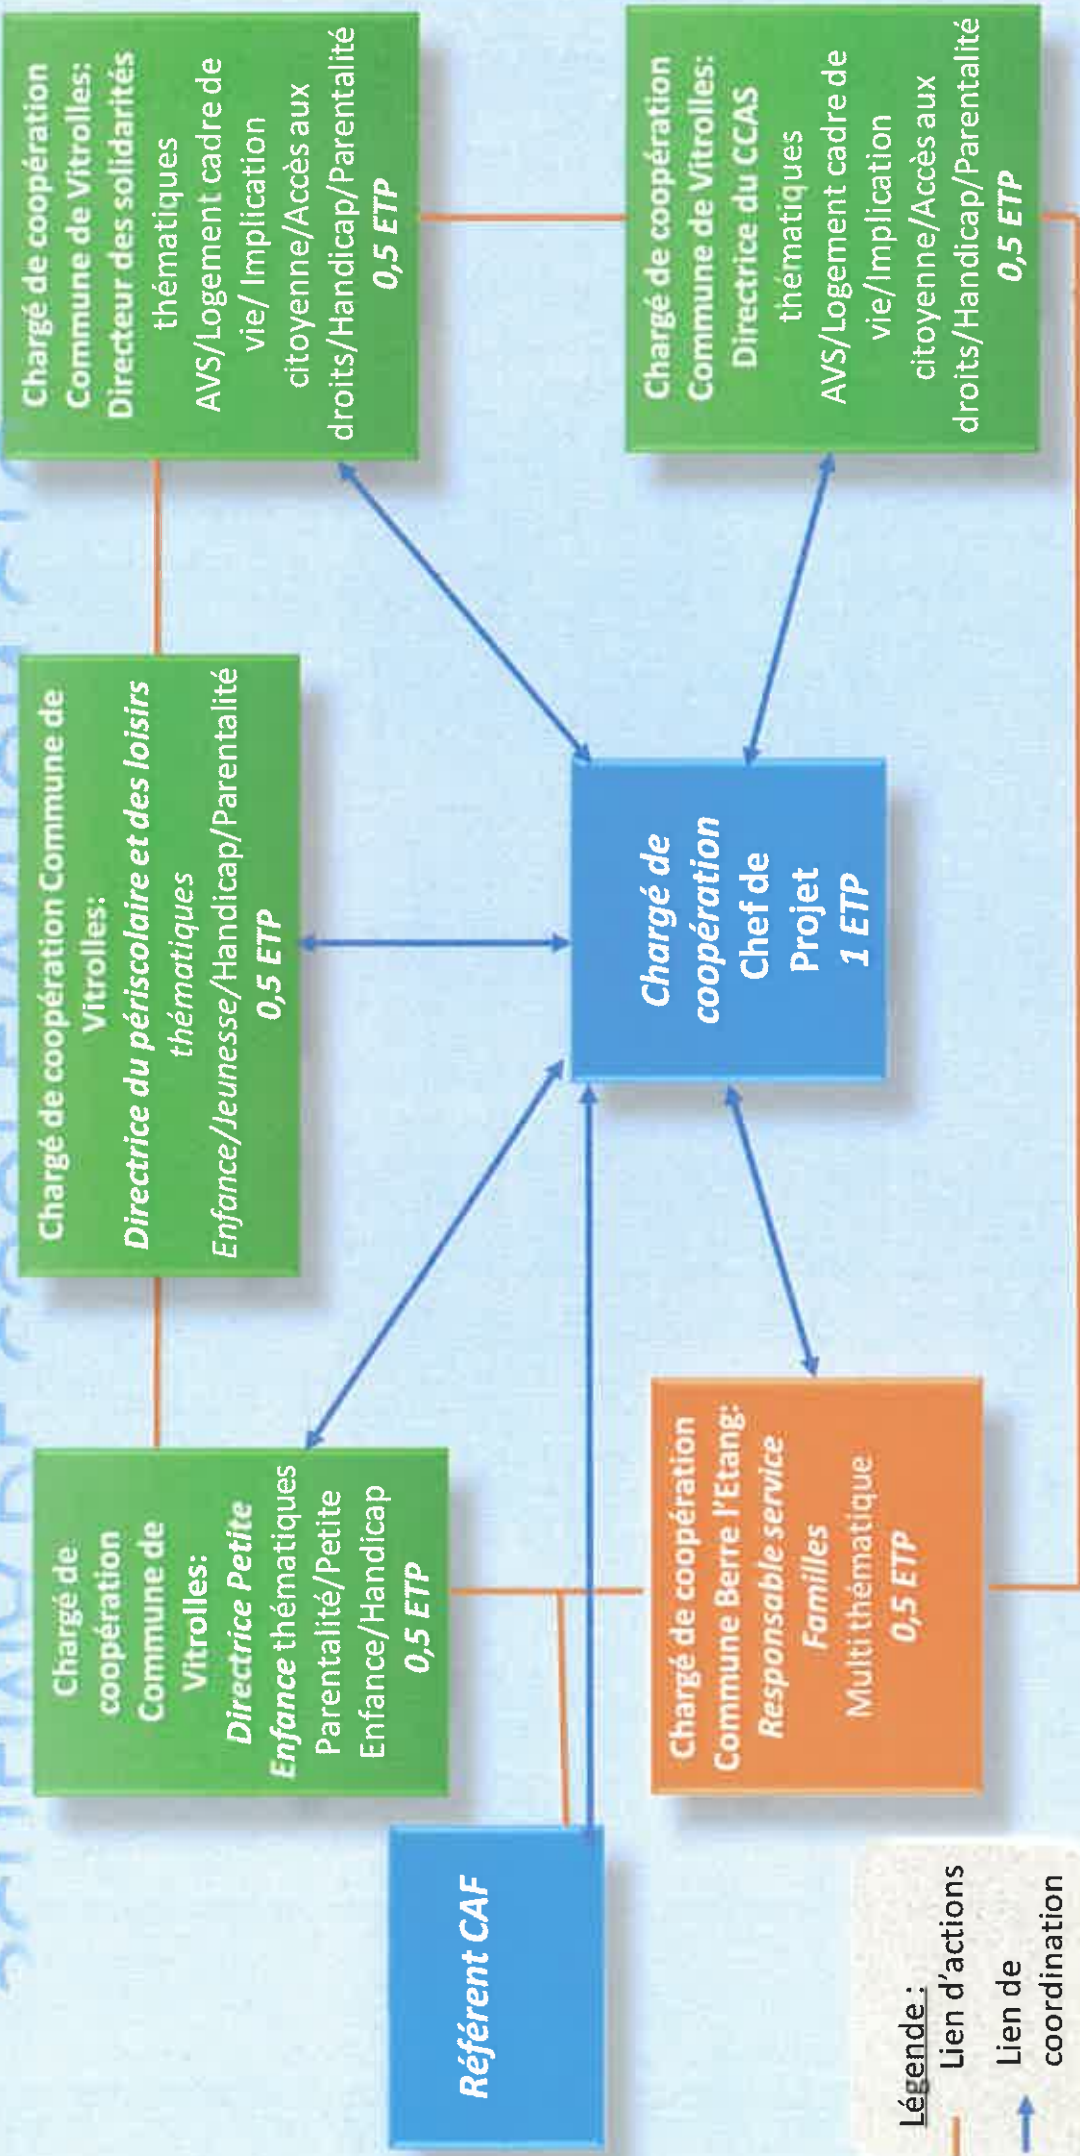 Référent CAF
Chargé de
coopération
Commune de
Vitrolles:
Directrice Petite
Enfance thématiques
Parentalité/Petite
Enfance/Handicap
0,5 ETP
Chargé de coopération Commune de
Vitrolles:
Directrice du périscolaire et des loisirs
thématiques
Enfance/Jeunesse/Handicap/Parentalité
0,5 ETP
Chargé de coopération
Commune de Vitrolles:
Directeur des solidarités
thématiques
AVS/Logement cadre de
vie/ Implication
citoyenne/Accès aux
droits/Handicap/Parentalité
0,5 ETP
Chargé de coopération
Commune Berre l'Etang:
Responsable service
Familles
Multi thématique
0,5 ETP
Chargé de
coopération
Chef de
Projet
1 ETP
Chargé de coopération
Commune de Vitrolles:
Directrice du CCAS
thématiques
AVS/Logement cadre de
vie/Implication
citoyenne/Accès aux
droits/Handicap/Parentalité
0,5 ETP
Légende :
Lien d'actions
Lien de
coordination